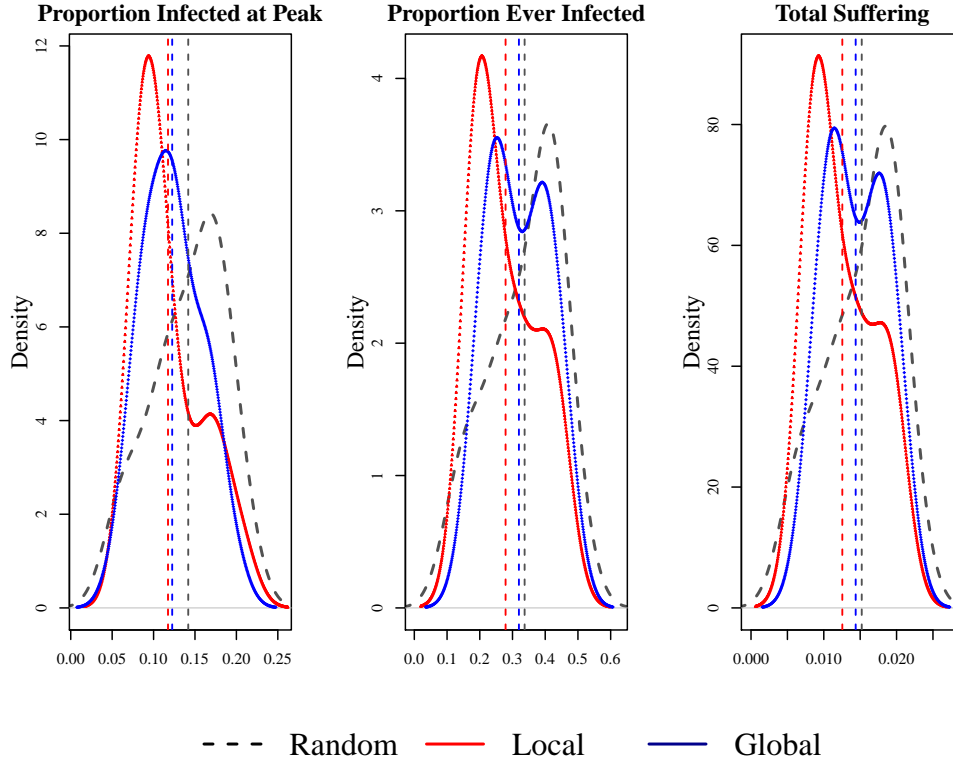 Proportion Infected at Peak
Proportion Ever Infected
Total Suffering
Density
12
10
8
6
4
2
0
0.00 0.05 0.10 0.15 0.20 0.25
Density
4
3
2
1
0
0.0 0.1 0.2 0.3 0.4 0.5 0.6
Density
80
60
40
20
0
0.000 0.010 0.020
Random Local Global